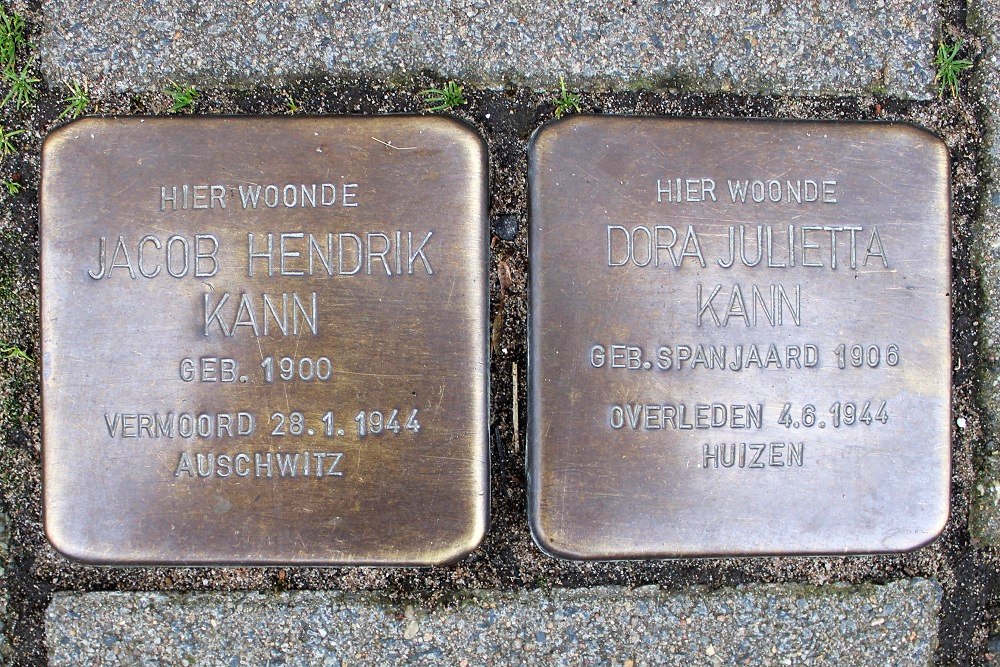 HIER WOONDE
JACOB HENDRIK
KANN
GEB. 1900
VERMOORD 28.1.1944
AUSCHWITZ
HIER WOONDE
DORA JULIETTA
KANN
GEB. SPANJAARD 1906
OVERLEDEN 4.6.1944
HUIZEN